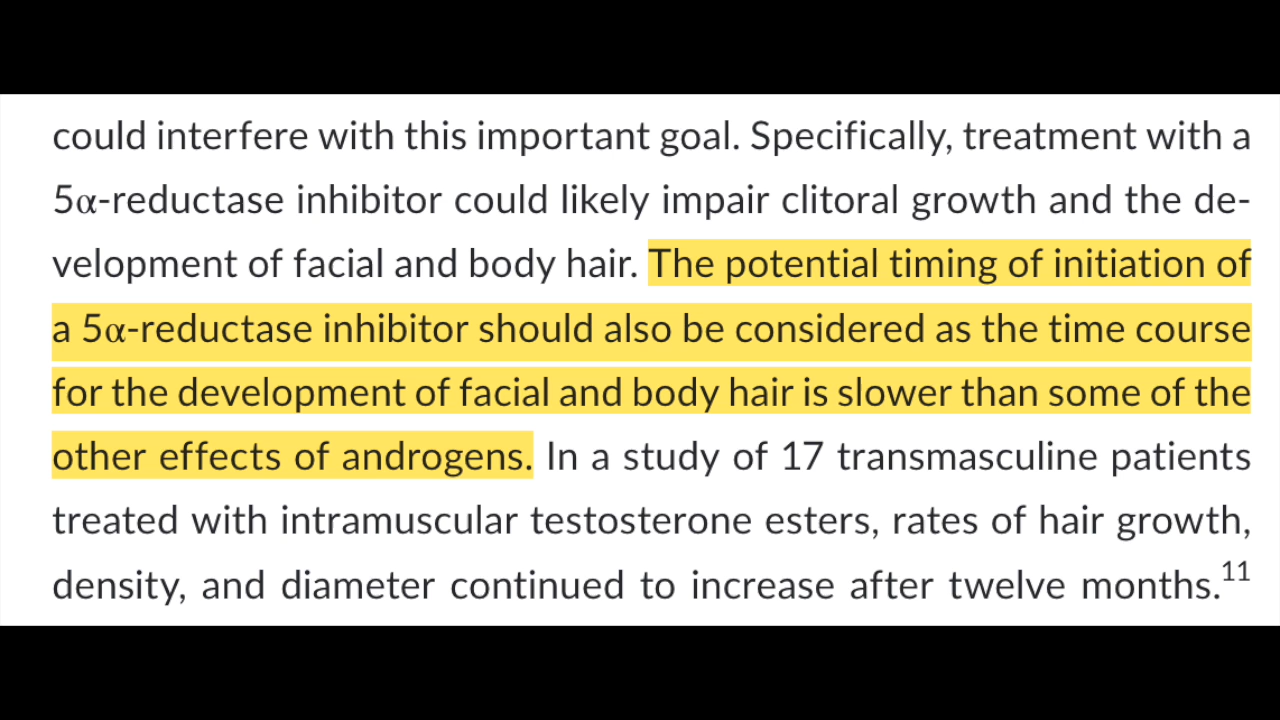 could interfere with this important goal. Specifically, treatment with a
5α-reductase inhibitor could likely impair clitoral growth and the de-
velopment of facial and body hair. The potential timing of initiation of
a 5α-reductase inhibitor should also be considered as the time course
for the development of facial and body hair is slower than some of the
other effects of androgens. In a study of 17 transmasculine patients
treated with intramuscular testosterone esters, rates of hair growth,
density, and diameter continued to increase after twelve months.11